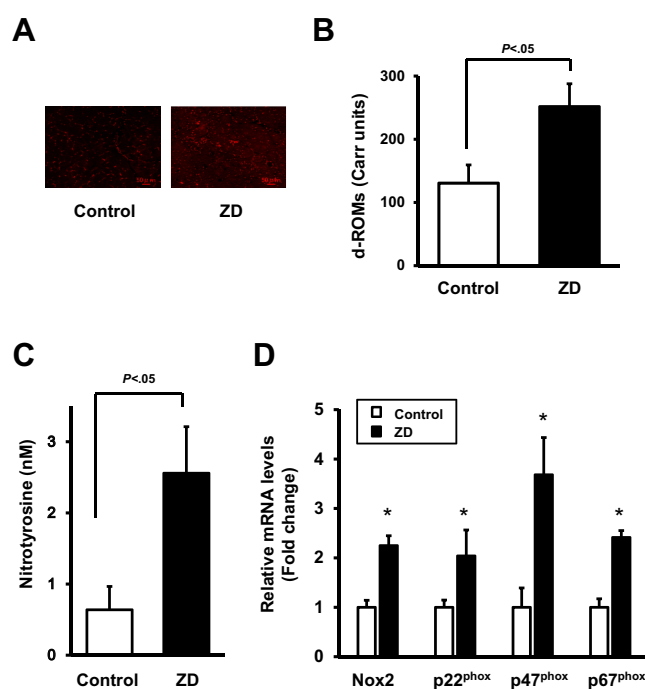 A
Control
ZD
B
P<.05
d-ROMs (Carr units)
300
200
100
0
Control
ZD
C
P<.05
Nitrotyrosine (nM)
3
2
1
0
Control
ZD
D
Control
ZD
Relative mRNA levels
(Fold change)
5
4
3
2
1
0
*
*
*
*
Nox2 p22phox p47phox p67phox